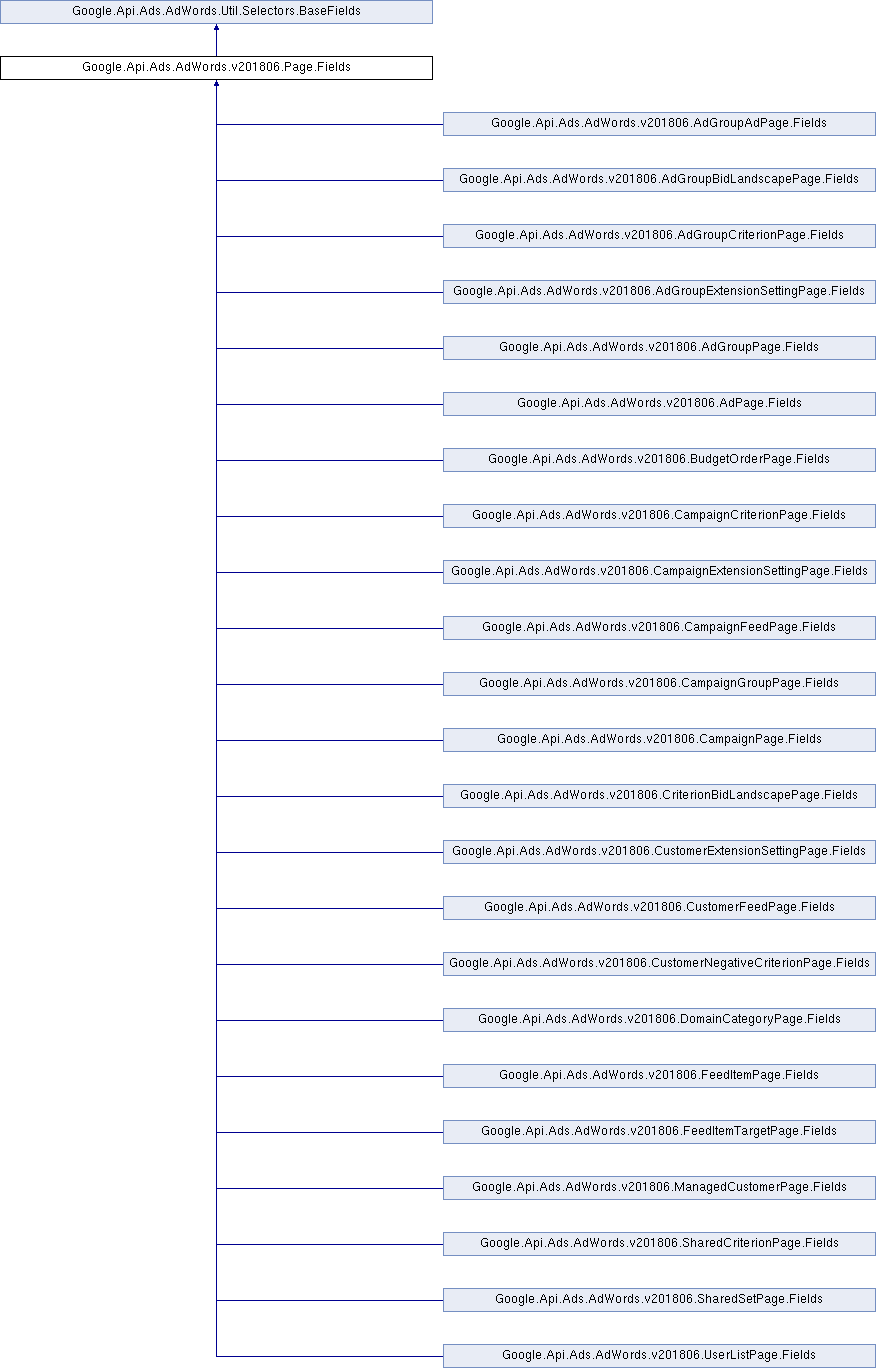 Google.Api.Ads.AdWords.Util.Selectors.BaseFields
Google.Api.Ads.AdWords.v201806.Page.Fields
Google.Api.Ads.AdWords.v201806.AdGroupAdPage.Fields
Google.Api.Ads.AdWords.v201806.AdGroupBidLandscapePage.Fields
Google.Api.Ads.AdWords.v201806.AdGroupCriterionPage.Fields
Google.Api.Ads.AdWords.v201806.AdGroupExtensionSettingPage.Fields
Google.Api.Ads.AdWords.v201806.AdGroupPage.Fields
Google.Api.Ads.AdWords.v201806.AdPage.Fields
Google.Api.Ads.AdWords.v201806.BudgetOrderPage.Fields
Google.Api.Ads.AdWords.v201806.CampaignCriterionPage.Fields
Google.Api.Ads.AdWords.v201806.CampaignExtensionSettingPage.Fields
Google.Api.Ads.AdWords.v201806.CampaignFeedPage.Fields
Google.Api.Ads.AdWords.v201806.CampaignGroupPage.Fields
Google.Api.Ads.AdWords.v201806.CampaignPage.Fields
Google.Api.Ads.AdWords.v201806.CriterionBidLandscapePage.Fields
Google.Api.Ads.AdWords.v201806.CustomerExtensionSettingPage.Fields
Google.Api.Ads.AdWords.v201806.CustomerFeedPage.Fields
Google.Api.Ads.AdWords.v201806.CustomerNegativeCriterionPage.Fields
Google.Api.Ads.AdWords.v201806.DomainCategoryPage.Fields
Google.Api.Ads.AdWords.v201806.FeedItemPage.Fields
Google.Api.Ads.AdWords.v201806.FeedItemTargetPage.Fields
Google.Api.Ads.AdWords.v201806.ManagedCustomerPage.Fields
Google.Api.Ads.AdWords.v201806.SharedCriterionPage.Fields
Google.Api.Ads.AdWords.v201806.SharedSetPage.Fields
Google.Api.Ads.AdWords.v201806.UserListPage.Fields